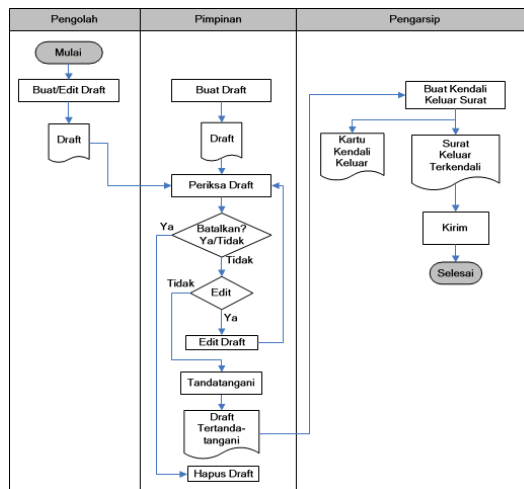 Pengolah
Pimpinan
Pengarsip
Mulai
Buat/Edit Draft
Draft
Buat Draft
Draft
Periksa Draft
Ya
Batalkan?
Ya/Tidak
Tidak
Tidak
Edit
Ya
Edit Draft
Tandatangani
Draft
Tertanda-
tangani
Hapus Draft
Buat Kendali
Keluar Surat
Kartu
Kendali
Keluar
Surat
Keluar
Terkendali
Kirim
Selesai